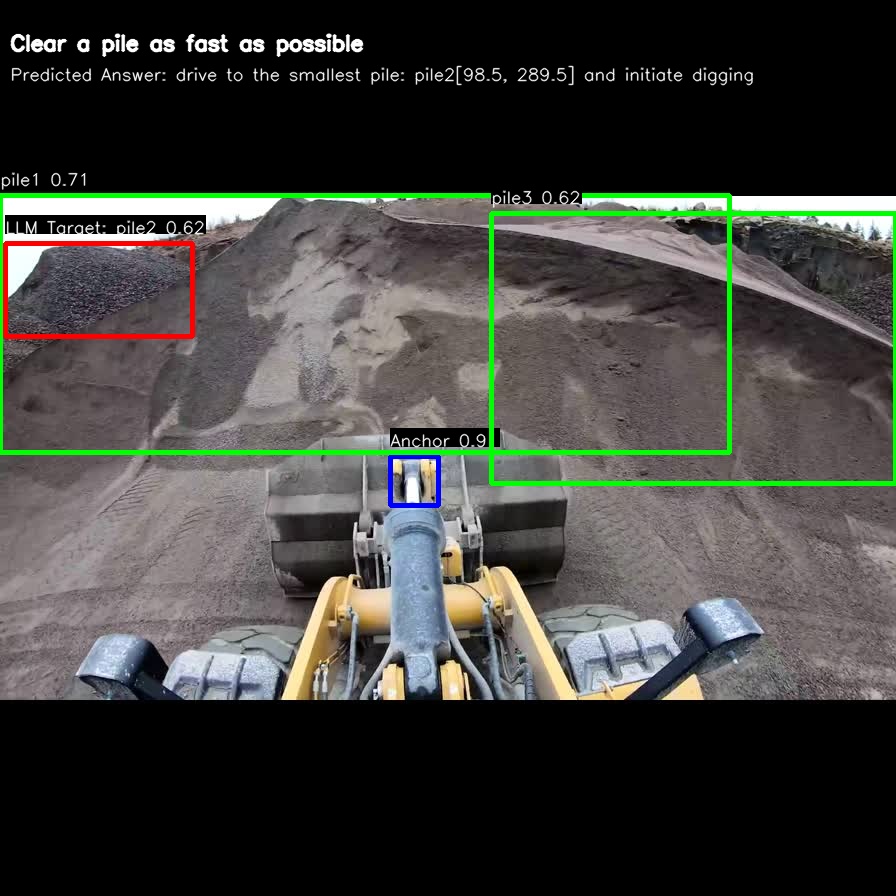 Clear a pile as fast as possible
Predicted Answer: drive to the smallest pile: pile2[98.5, 289.5] and initiate digging
pile1 0.71
pile3 0.62
LLM Target: pile2 0.62
Anchor 0.9